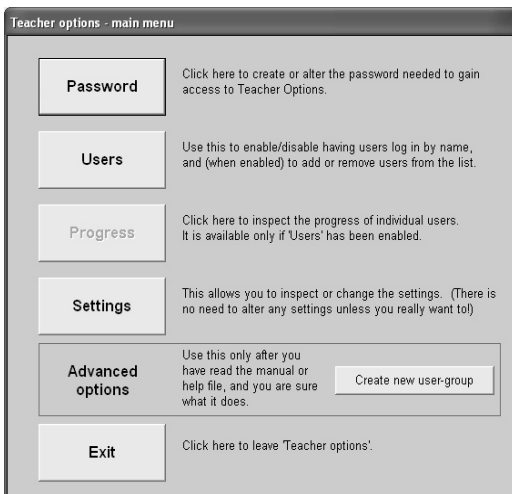 Teacher options - main menu
Password
Click here to create or alter the password needed to gain
access to Teacher Options.
Users
Use this to enable/disable having users log in by name,
and (when enabled) to add or remove users from the list.
Progress
Click here to inspect the progress of individual users.
It is available only if 'Users' has been enabled.
Settings
This allows you to inspect or change the settings. (There is
no need to alter any settings unless you really want to!)
Advanced
options
Use this only after you
have read the manual or
help file, and you are sure
what it does.
Create new user-group
Exit
Click here to leave 'Teacher options'.